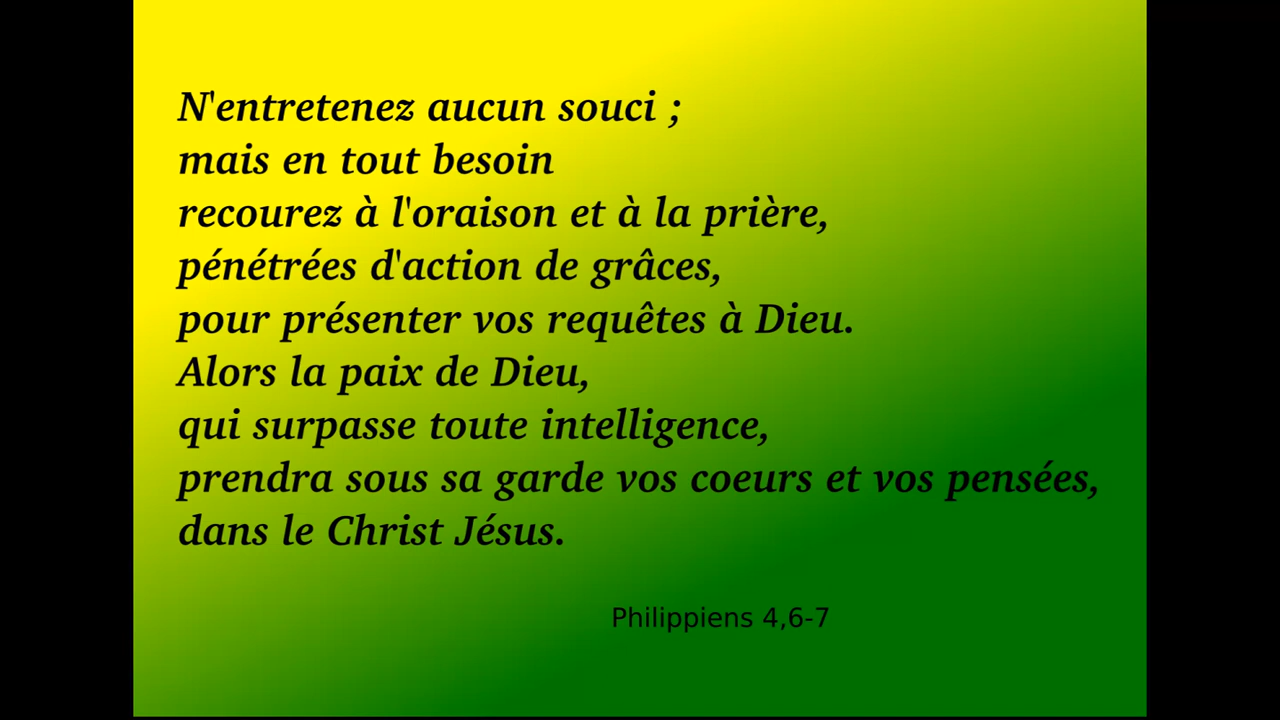 N'entretenez aucun souci ;
mais en tout besoin
recourez à l'oraison et à la prière,
pénétrées d'action de grâces,
pour présenter vos requêtes à Dieu.
Alors la paix de Dieu,
qui surpasse toute intelligence,
prendra sous sa garde vos coeurs et vos pensées,
dans le Christ Jésus.
Philippiens 4,6-7